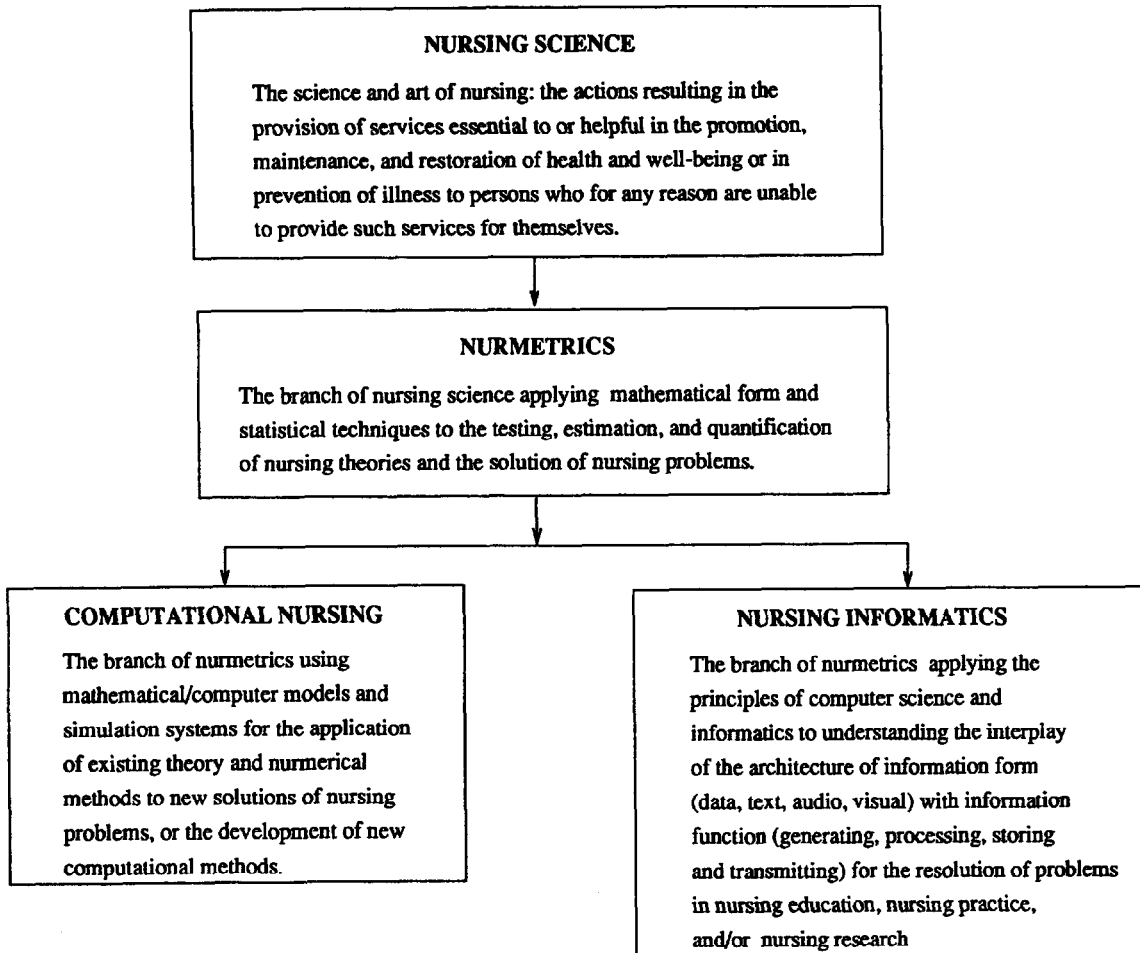 NURSING SCIENCE
The science and art of nursing: the actions resulting in the
provision of services essential to or helpful in the promotion,
maintenance, and restoration of health and well-being or in
prevention of illness to persons who for any reason are unable
to provide such services for themselves.
NURMETRICS
The branch of nursing science applying mathematical form and
statistical techniques to the testing, estimation, and quantification
of nursing theories and the solution of nursing problems.
COMPUTATIONAL NURSING
The branch of nurmetrics using
mathematical/computer models and
simulation systems for the application
of existing theory and nurmerical
methods to new solutions of nursing
problems, or the development of new
computational methods.
NURSING INFORMATICS
The branch of nurmetrics applying the
principles of computer science and
informatics to understanding the interplay
of the architecture of information form
(data, text, audio, visual) with information
function (generating, processing, storing
and transmitting) for the resolution of problems
in nursing education, nursing practice,
and/or nursing research